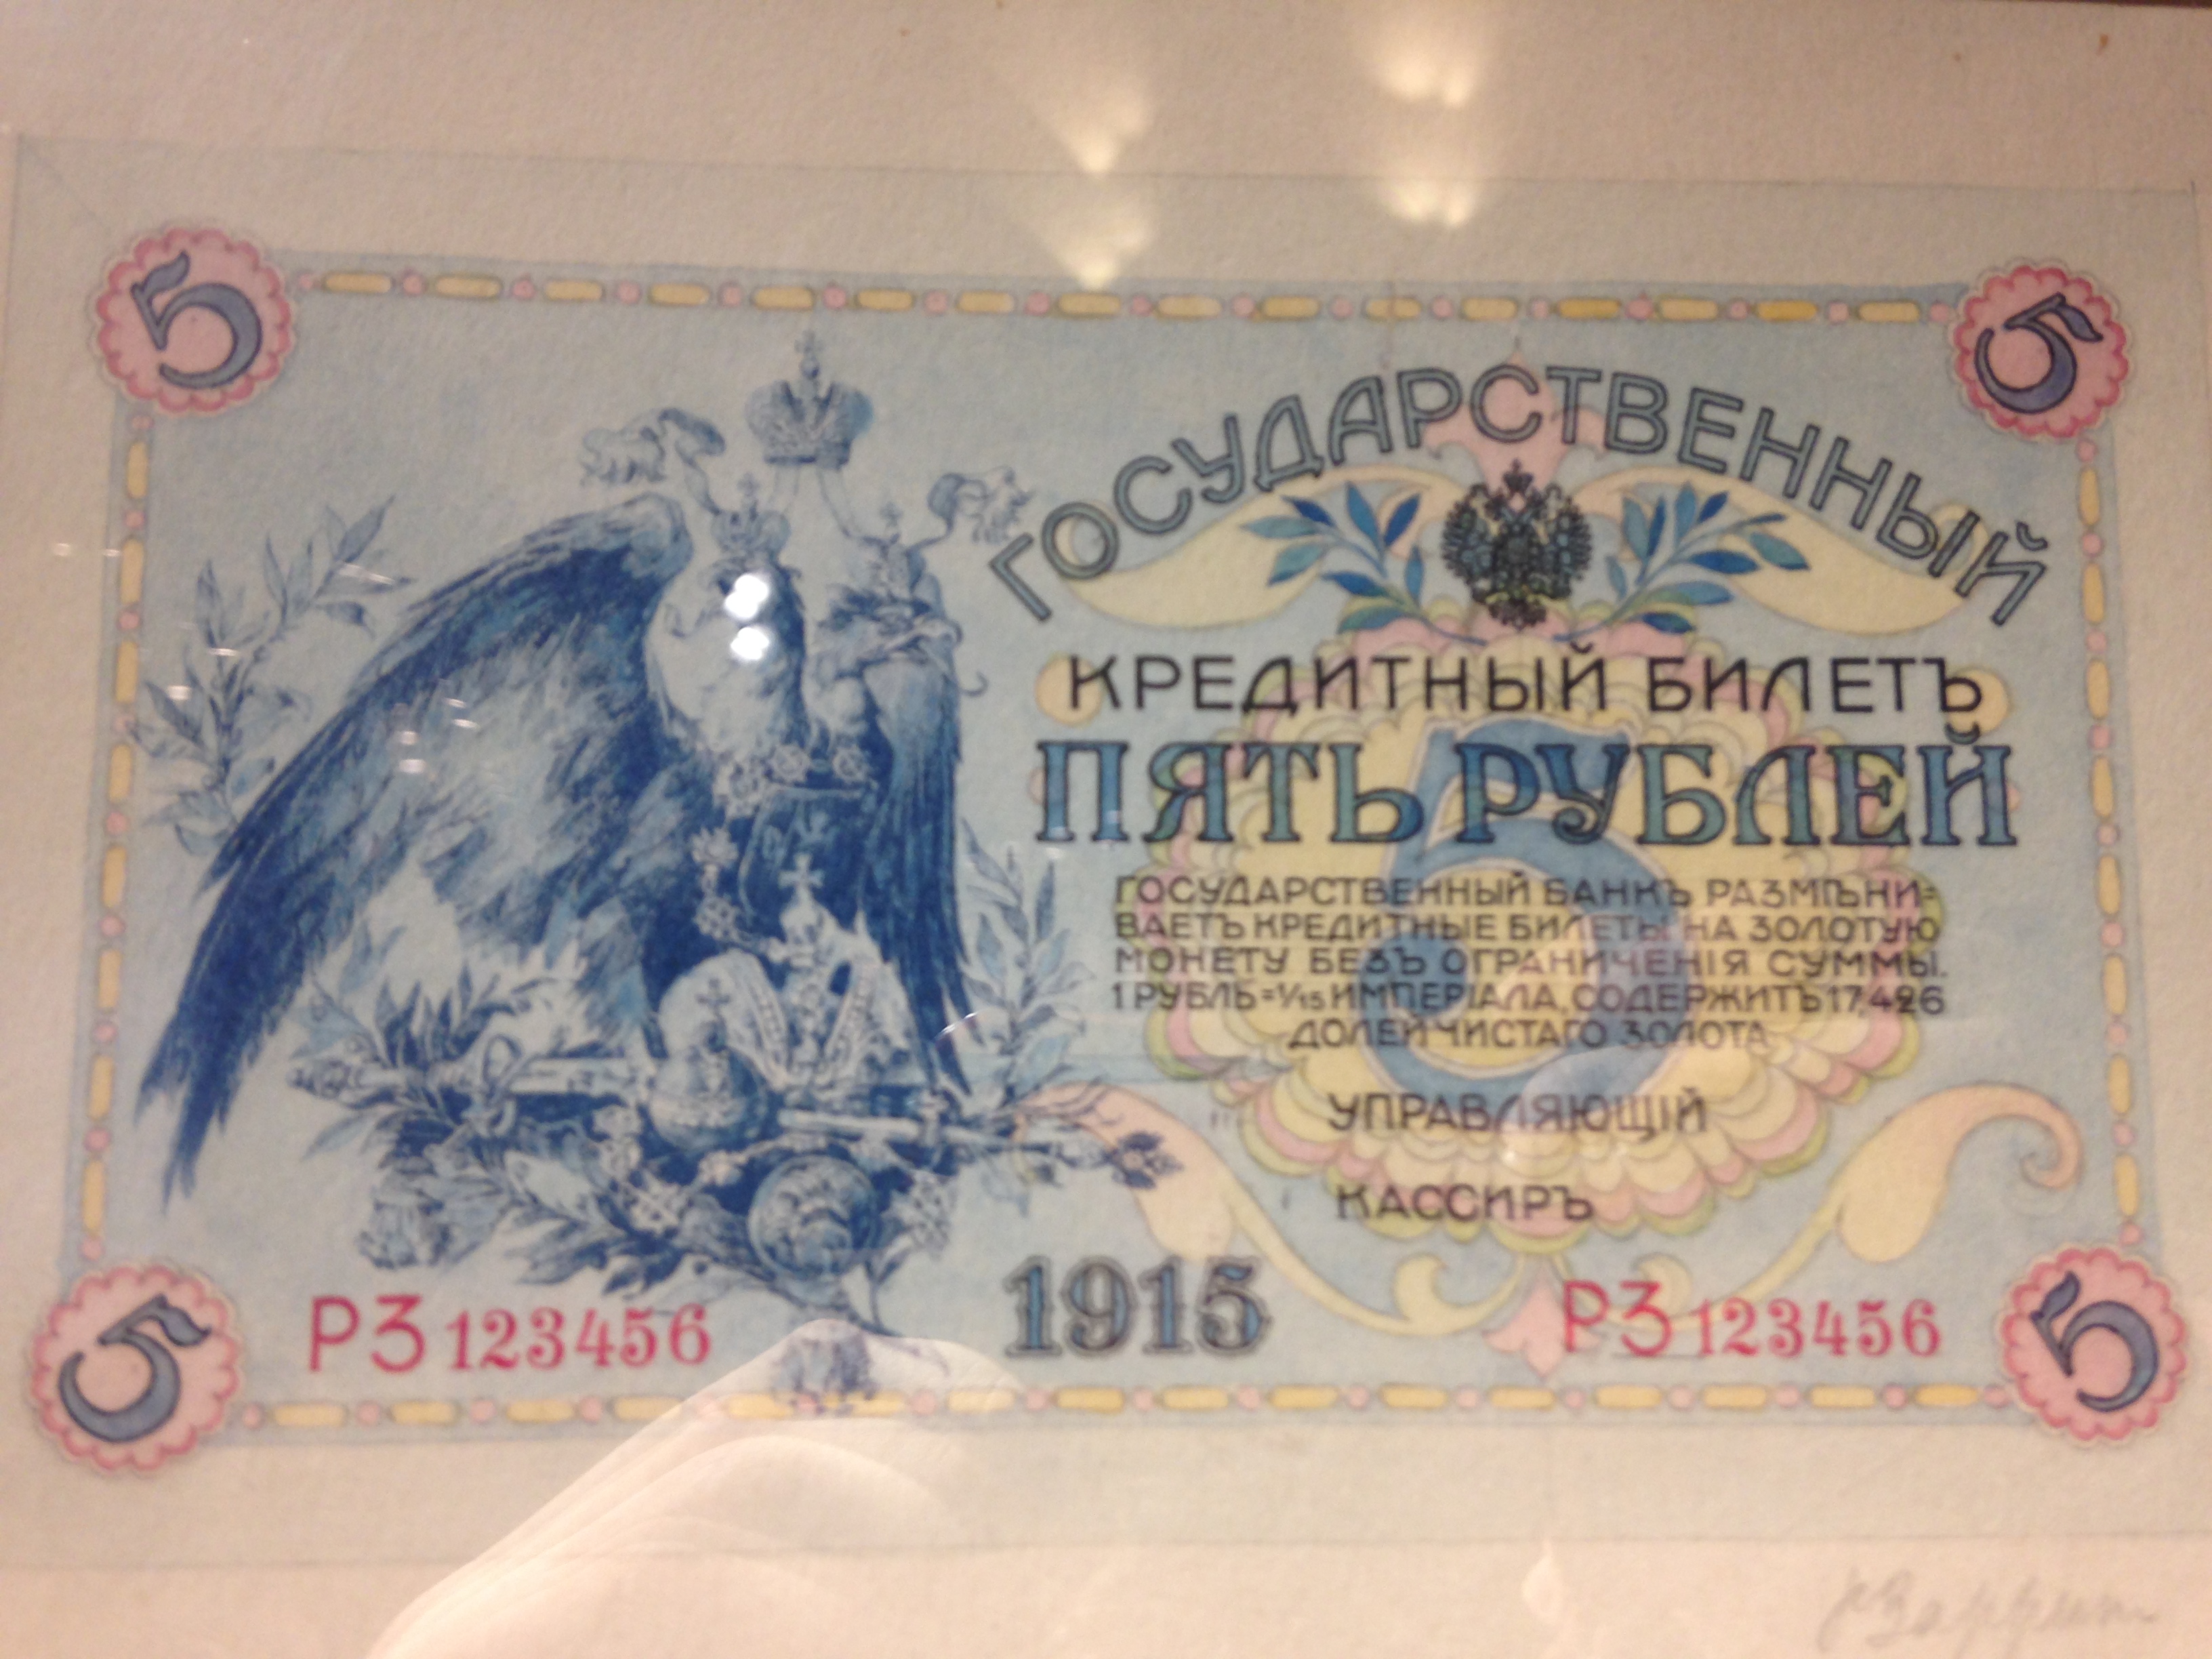 5
5
ГОСУДАРСТВЕННЫЙ
КРЕДИТНЫЙ БИЛЕТЪ
ПЯТЬ РУБЛЕЙ
5
ГОСУДАРСТВЕННЫЙ БАНКЪ РАЗМѢНИ=
ВАЕТЪ КРЕДИТНЫЕ БИЛЕТЫ НА ЗОЛОТУЮ
МОНЕТУ БЕЗЪ ОГРАНИЧЕНІЯ СУММЫ.
1 РУБЛЬ=1/15 ИМПЕРІАЛА, СОДЕРЖИТЪ 17,426
ДОЛЕЙ ЧИСТАГО ЗОЛОТА
УПРАВЛЯЮЩІЙ
КАССИРЪ
РЗ 123456
1915
РЗ 123456
5
5